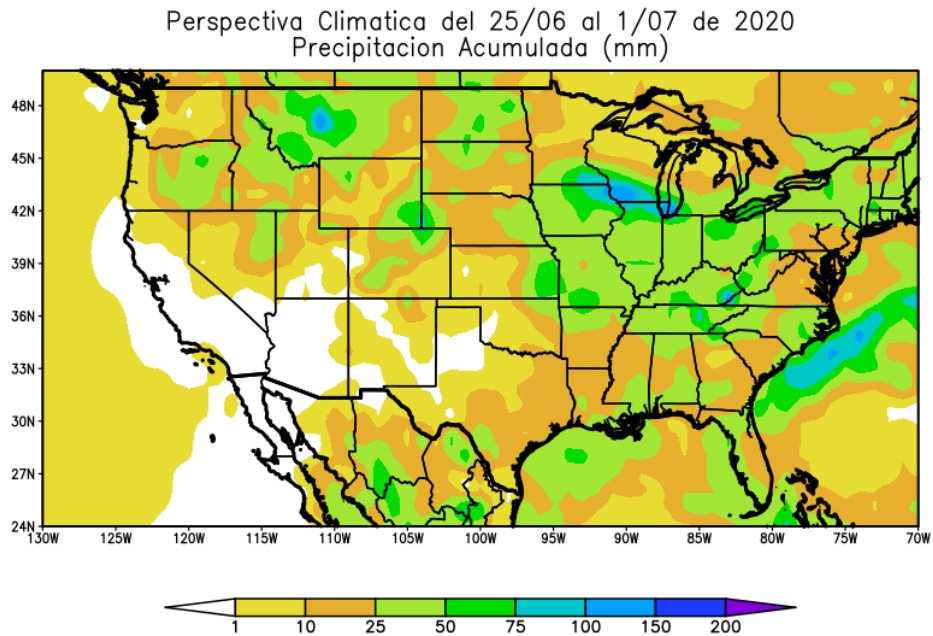 Perspectiva Climatica del 25/06 al 1/07 de 2020
Precipitacion Acumulada (mm)
48N
45N
42N
39N
36N
33N
30N
27N
24N
130W 125W 120W 115W 110W 105W 100W 95W 90W 85W 80W 75W 70W
1 10 25 50 75 100 150 200